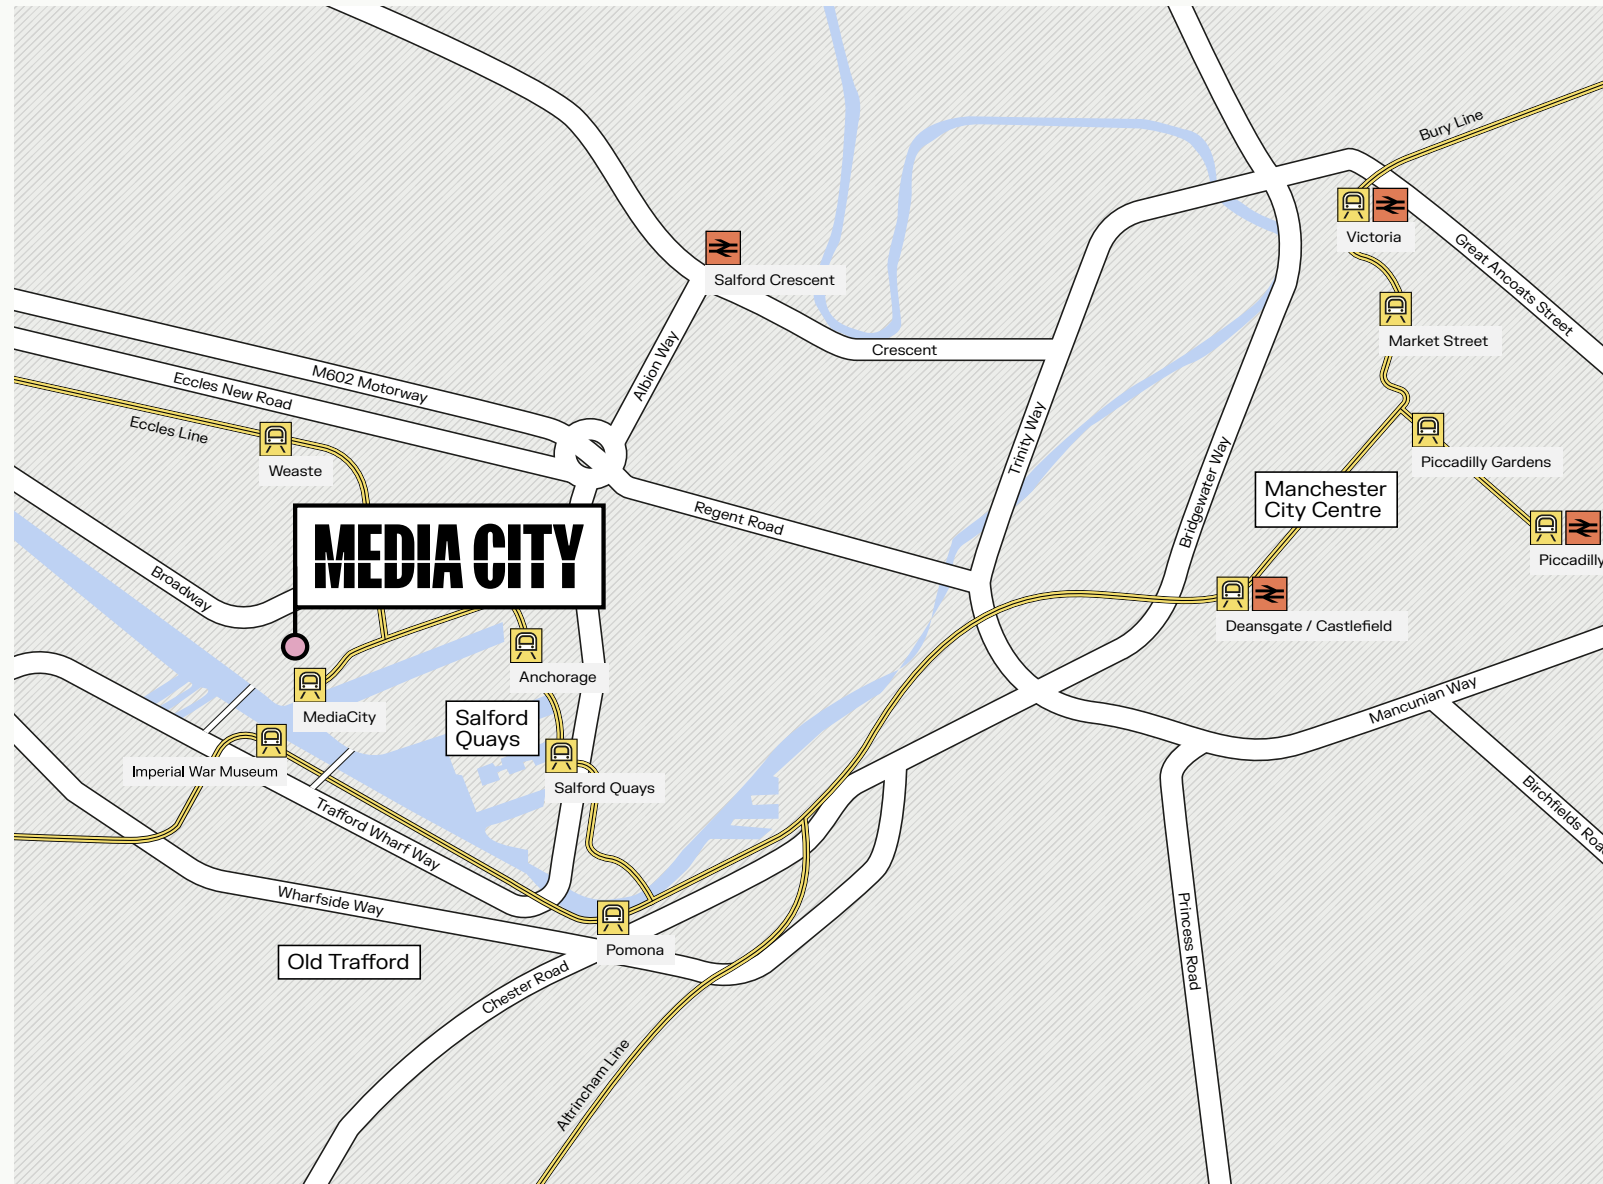 Bury Line
Victoria
Great Ancoats Street
Salford Crescent
Market Street
Crescent
Albion Way
M602 Motorway
Eccles New Road
Eccles Line
Weaste
Trinity Way
Bridgewater Way
Piccadilly Gardens
Manchester
City Centre
Regent Road
Piccadilly
MEDIA CITY
Broadway
Deansgate / Castlefield
Anchorage
MediaCity
Salford
Quays
Mancunian Way
Imperial War Museum
Salford Quays
Birchfields Road
Trafford Wharf Way
Wharfside Way
Pomona
Princess Road
Old Trafford
Chester Road
Altrincham Line